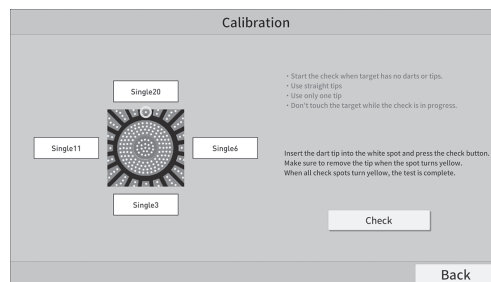 Calibration
Single20
Single11
Single6
Single3
・Start the check when target has no darts or tips.
・Use straight tips
・Use only one tip
・Don't touch the target while the check is in progress.
Insert the dart tip into the white spot and press the check button.
Make sure to remove the tip when the spot turns yellow.
When all check spots turn yellow, the test is complete.
Check
Back